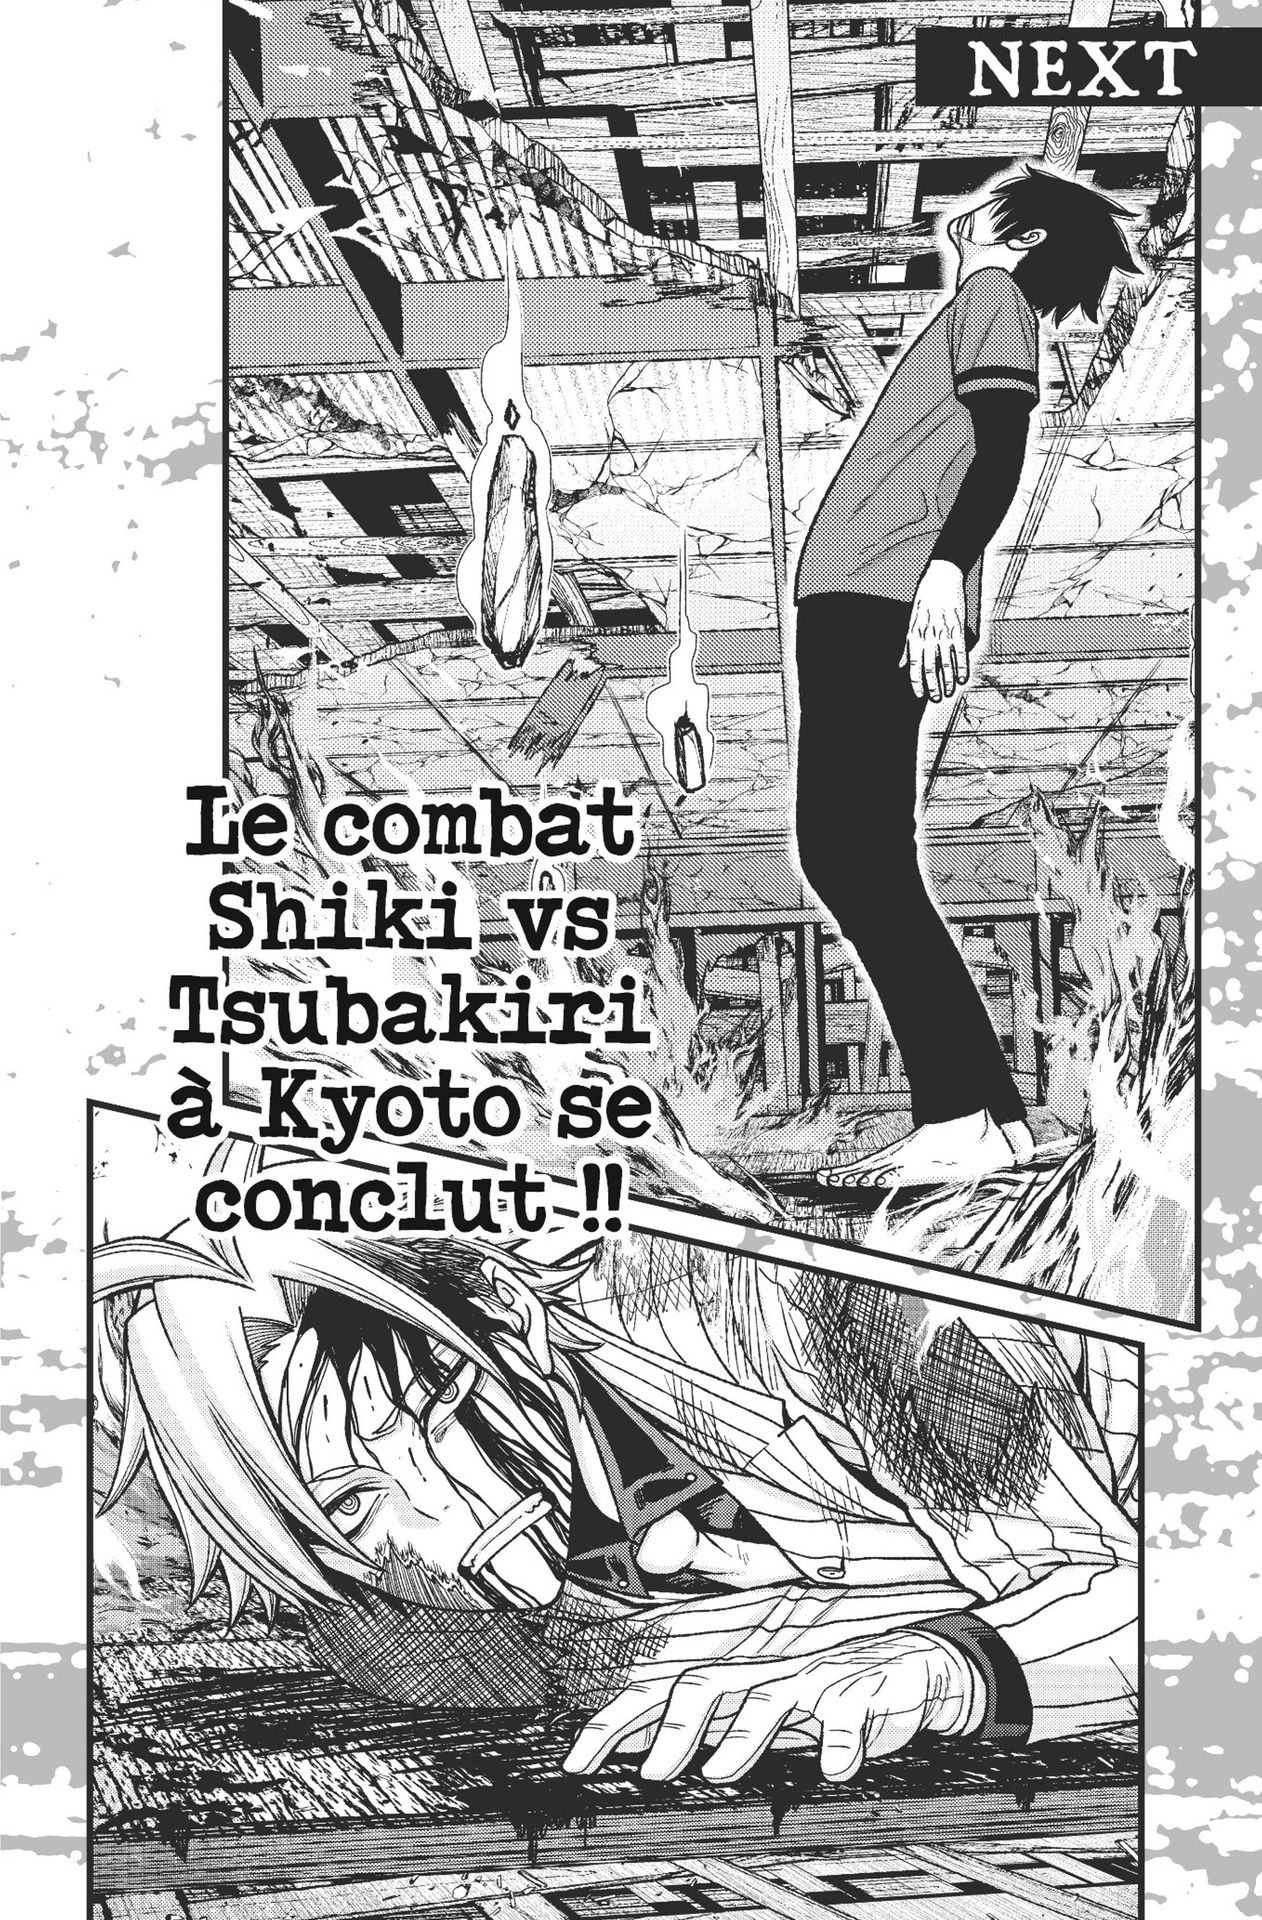 NEXT
Le combat
Shiki vs
Tsubakiri
à Kyoto se
conclut !!